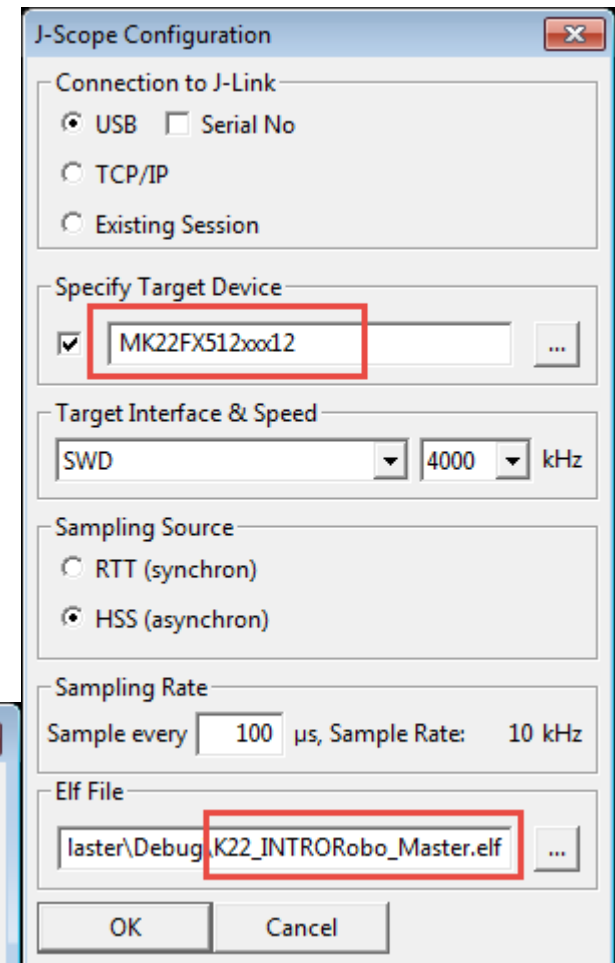 J-Scope Configuration
Connection to J-Link
USB Serial No
TCP/IP
Existing Session
Specify Target Device
MK22FX512xxx12 ...
Target Interface & Speed
SWD 4000 kHz
Sampling Source
RTT (synchron)
HSS (asynchron)
Sampling Rate
Sample every 100 µs, Sample Rate: 10 kHz
Elf File
laster\Debug\K22_INTRORobo_Master.elf ...
OK Cancel